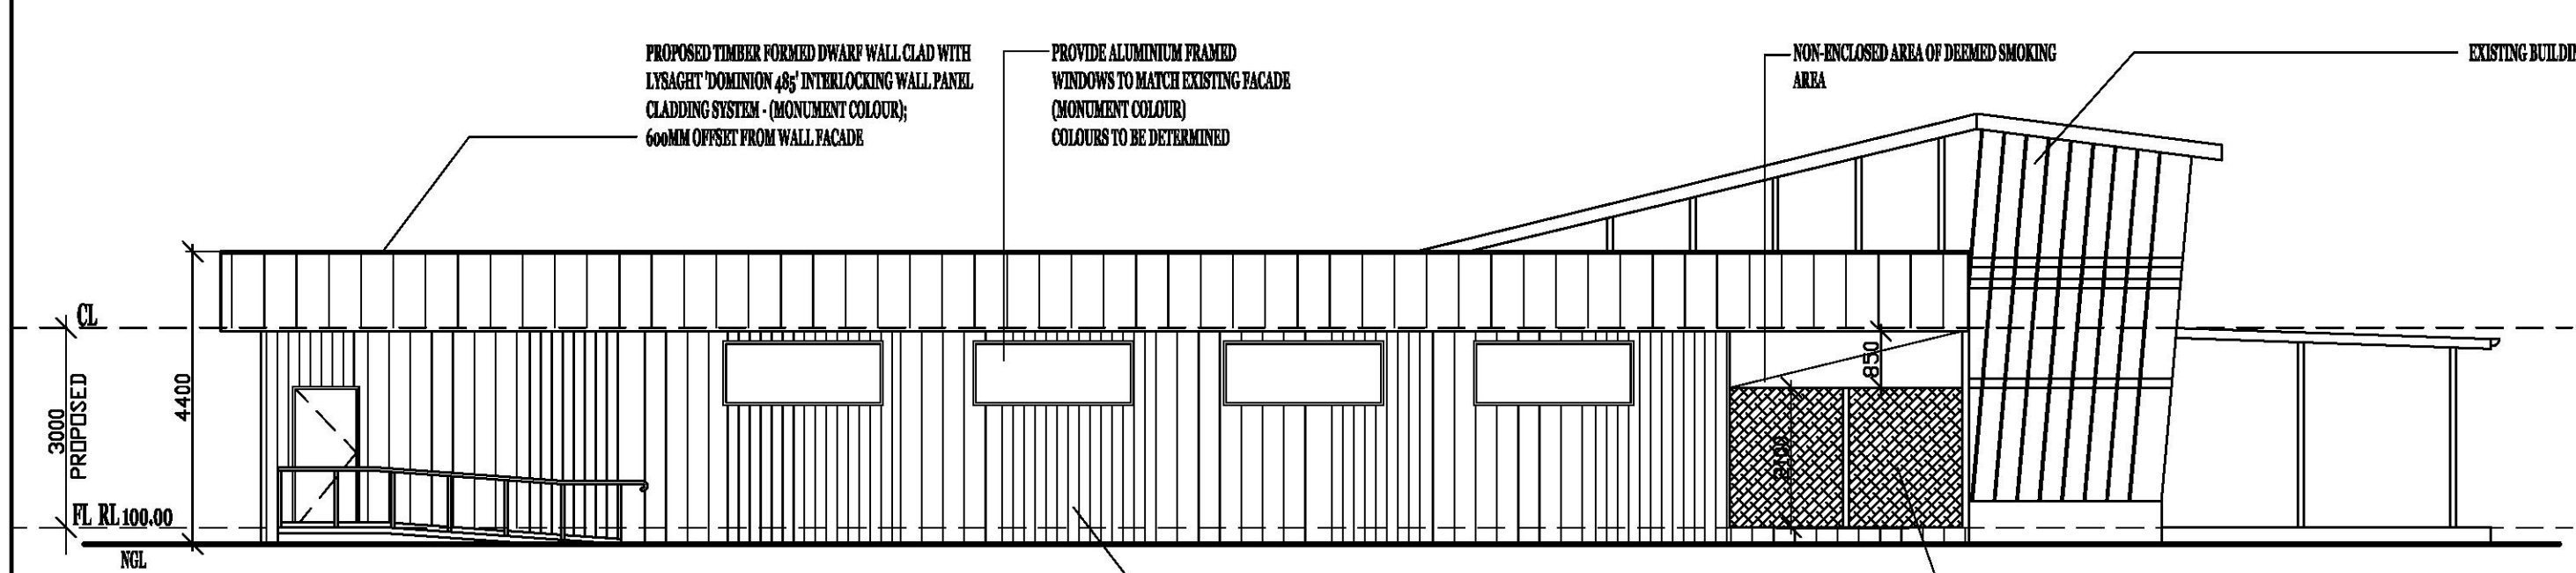 PROPOSED TIMBER FORMED DWARF WALL CLAD WITH
LYSAGHT 'DOMINION 485' INTERLOCKING WALL PANEL
CLADDING SYSTEM - (MONUMENT COLOUR);
600MM OFFSET FROM WALL FACADE
PROVIDE ALUMINIUM FRAMED
WINDOWS TO MATCH EXISTING FACADE
(MONUMENT COLOUR)
COLOURS TO BE DETERMINED
NON-ENCLOSED AREA OF DEEMED SMOKING
AREA
EXISTING
CL
3000
PROPOSED
4400
850
2100
FL RL 100.00
NGL